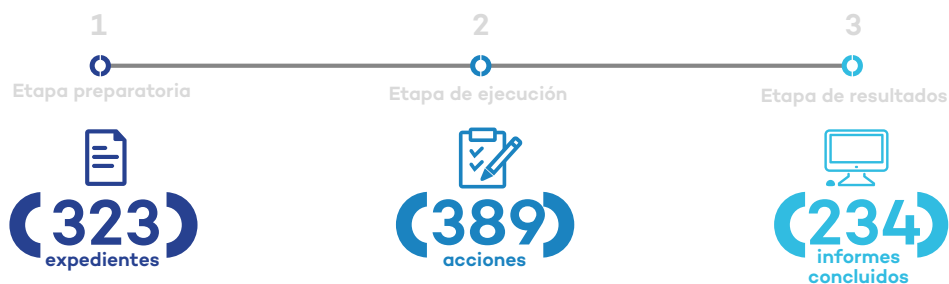 1
2
3
Etapa preparatoria
Etapa de ejecución
Etapa de resultados
323
expedientes
389
acciones
234
informes
concluidos